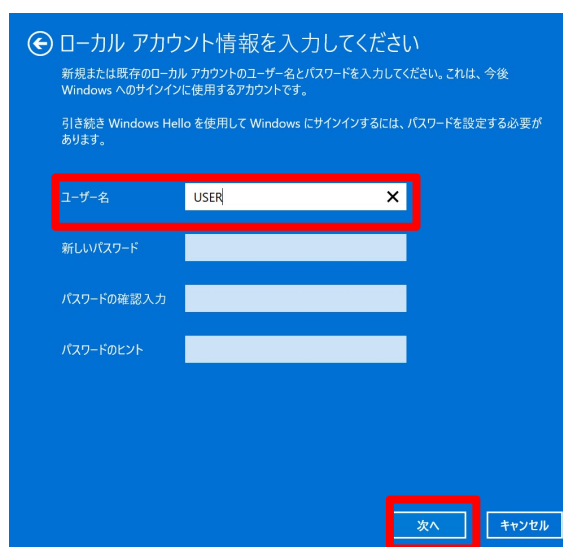 ローカル アカウント情報を入力してください
新規または既存のローカル アカウントのユーザー名とパスワードを入力してください。これは、今後
Windows へのサインインに使用するアカウントです。
引き続き Windows Hello を使用して Windows にサインインするには、パスワードを設定する必要が
あります。
ユーザー名 USER
新しいパスワード
パスワードの確認入力
パスワードのヒント
次へ キャンセル